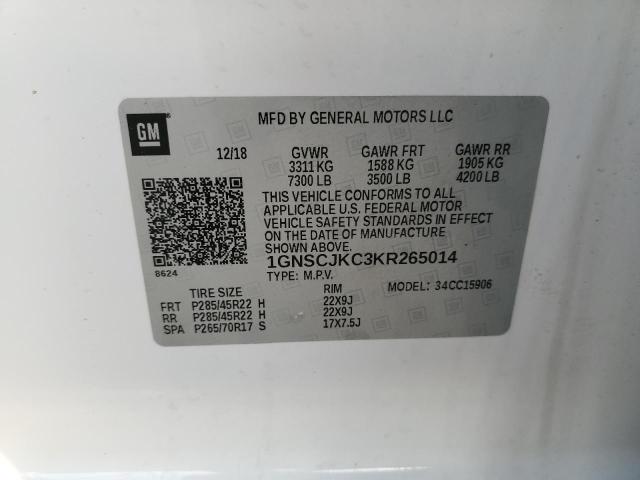 GM
MFD BY GENERAL MOTORS LLC
12/18 GVWR GAWR FRT GAWR RR
3311 KG 1588 KG 1905 KG
7300 LB 3500 LB 4200 LB
THIS VEHICLE CONFORMS TO ALL
APPLICABLE U.S. FEDERAL MOTOR
VEHICLE SAFETY STANDARDS IN EFFECT
ON THE DATE OF MANUFACTURE
SHOWN ABOVE.
8624
1GNSCJKC3KR265014
TYPE: M.P.V. MODEL: 34CC15906
TIRE SIZE RIM
FRT P285/45R22 H 22X9J
RR P285/45R22 H 22X9J
SPA P265/70R17 S 17X7.5J